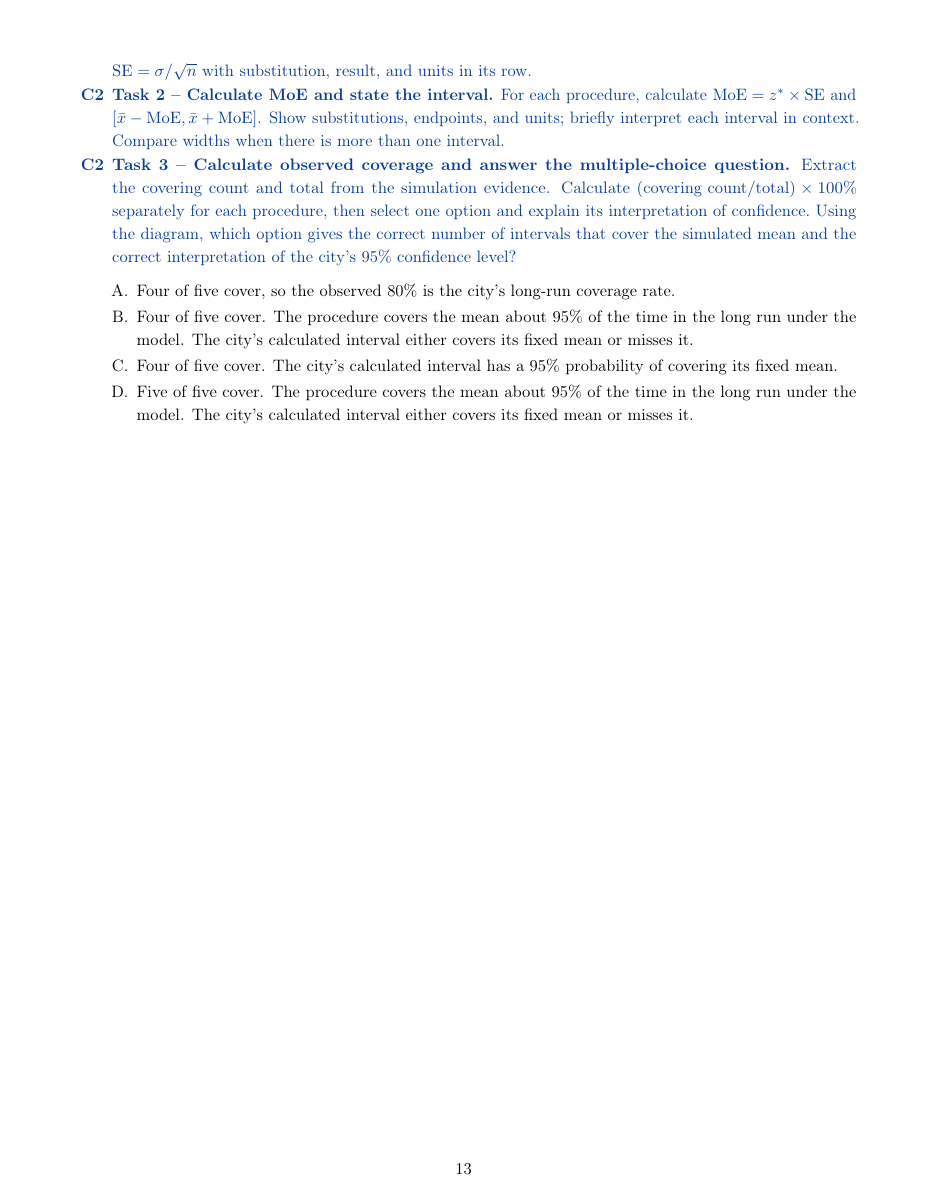 SE = σ/√n with substitution, result, and units in its row.
C2 Task 2 – Calculate MoE and state the interval. For each procedure, calculate MoE = z* × SE and
[x̄ − MoE, x̄ + MoE]. Show substitutions, endpoints, and units; briefly interpret each interval in context.
Compare widths when there is more than one interval.
C2 Task 3 – Calculate observed coverage and answer the multiple-choice question. Extract
the covering count and total from the simulation evidence. Calculate (covering count/total) × 100%
separately for each procedure, then select one option and explain its interpretation of confidence. Using
the diagram, which option gives the correct number of intervals that cover the simulated mean and the
correct interpretation of the city's 95% confidence level?
A. Four of five cover, so the observed 80% is the city's long-run coverage rate.
B. Four of five cover. The procedure covers the mean about 95% of the time in the long run under the
model. The city's calculated interval either covers its fixed mean or misses it.
C. Four of five cover. The city's calculated interval has a 95% probability of covering its fixed mean.
D. Five of five cover. The procedure covers the mean about 95% of the time in the long run under the
model. The city's calculated interval either covers its fixed mean or misses it.
13